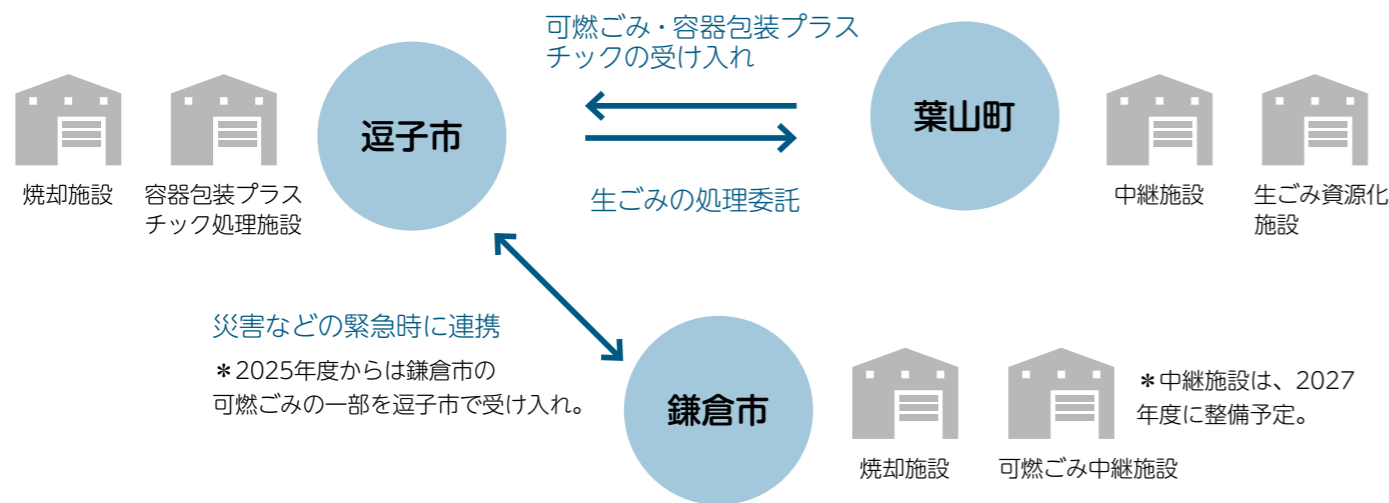 可燃ごみ・容器包装プラス
チックの受け入れ
逗子市
葉山町
焼却施設
容器包装プラス
チック処理施設
生ごみの処理委託
中継施設
生ごみ資源化
施設
災害などの緊急時に連携
＊2025年度からは鎌倉市の
可燃ごみの一部を逗子市で受け入れ。
鎌倉市
焼却施設
可燃ごみ中継施設
＊中継施設は、2027
年度に整備予定。